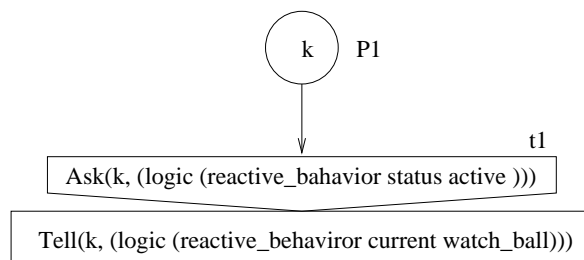 k P1
t1
Ask(k, (logic (reactive_bahavior status active )))
Tell(k, (logic (reactive_behaviror current watch_ball)))